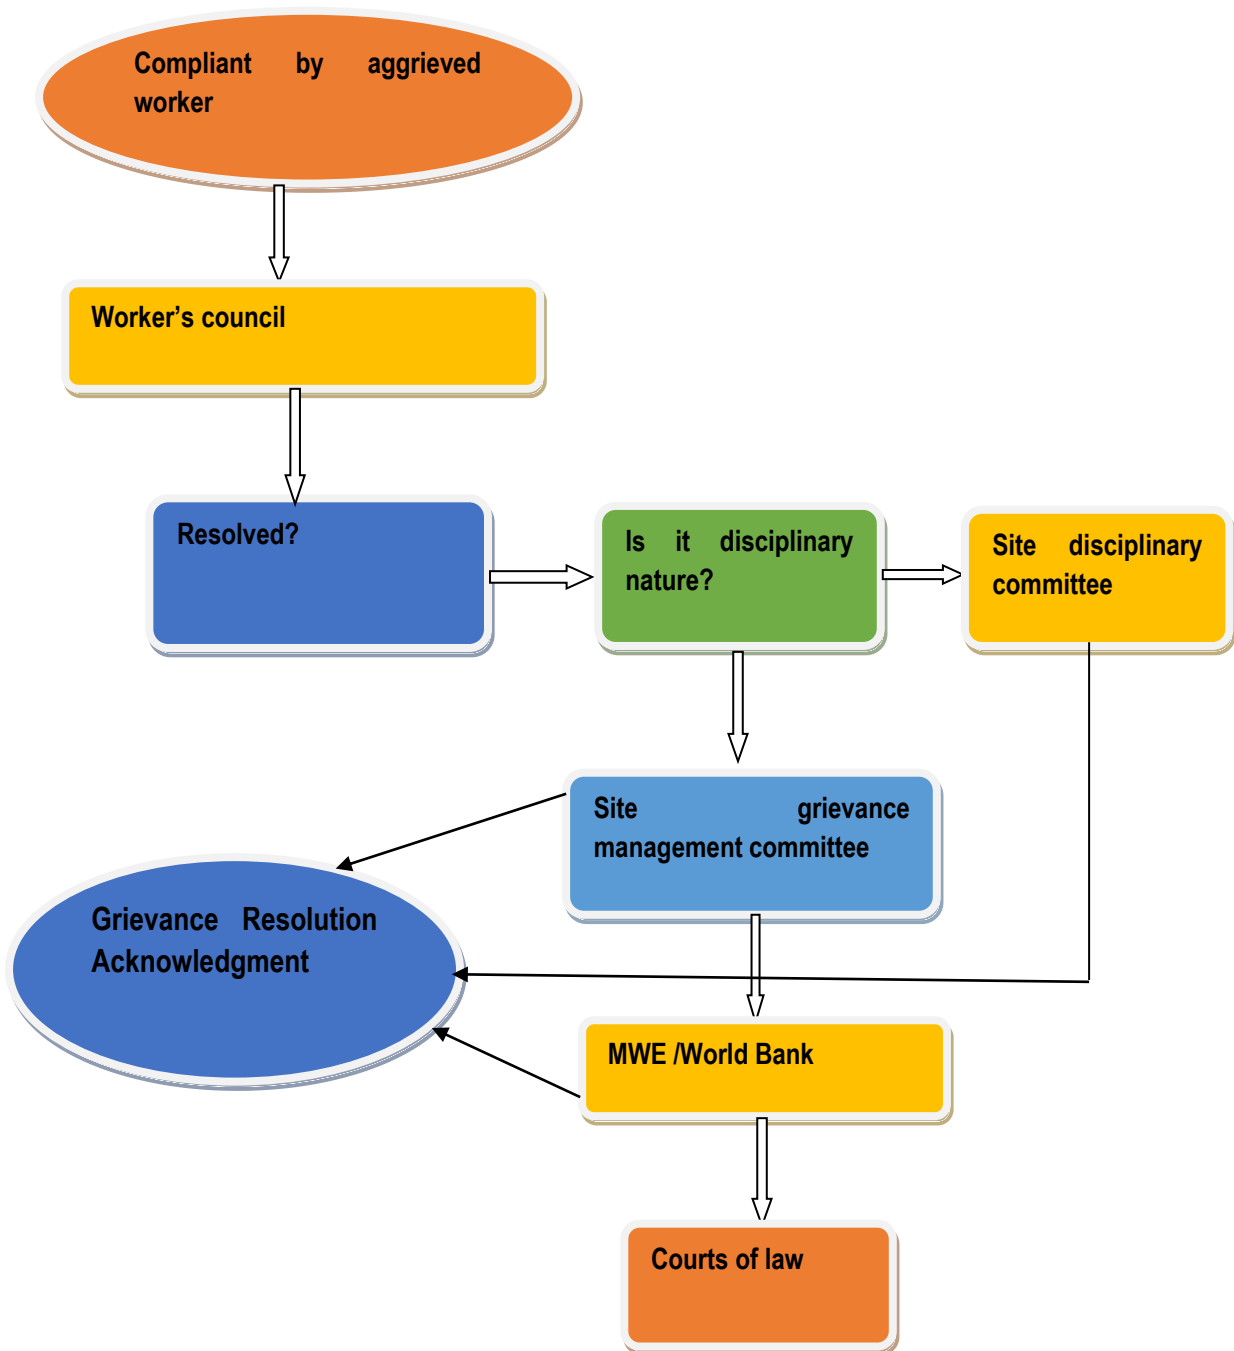 Compliant by aggrieved
worker
Worker’s council
Resolved?
Is it disciplinary
nature?
Site disciplinary
committee
Site grievance
management committee
Grievance Resolution
Acknowledgment
MWE /World Bank
Courts of law